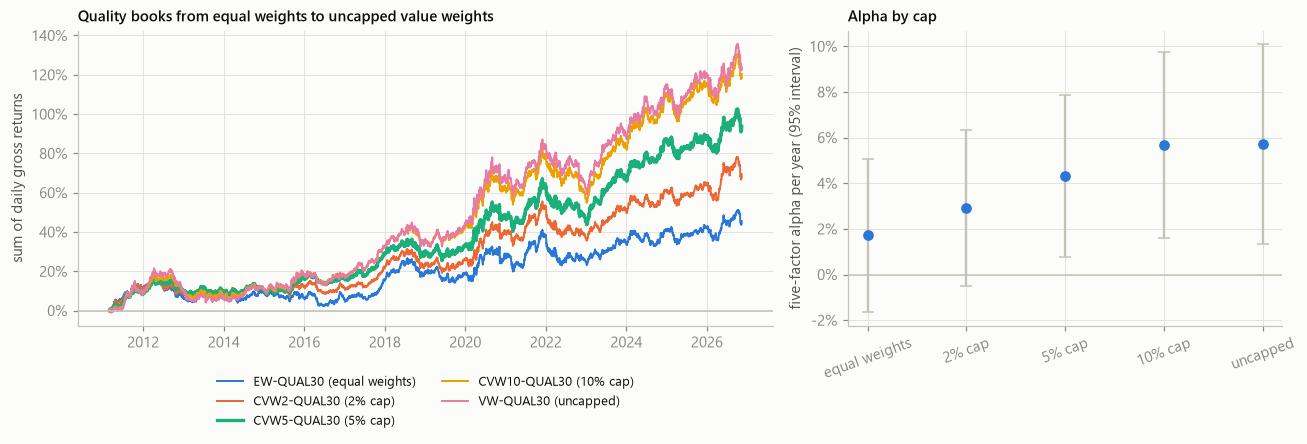 Quality books from equal weights to uncapped value weights
sum of daily gross returns
140%
120%
100%
80%
60%
40%
20%
0%
2012
2014
2016
2018
2020
2022
2024
2026
EW-QUAL30 (equal weights)
CVW2-QUAL30 (2% cap)
CVW5-QUAL30 (5% cap)
CVW10-QUAL30 (10% cap)
VW-QUAL30 (uncapped)
Alpha by cap
five-factor alpha per year (95% interval)
10%
8%
6%
4%
2%
0%
-2%
equal weights
2% cap
5% cap
10% cap
uncapped